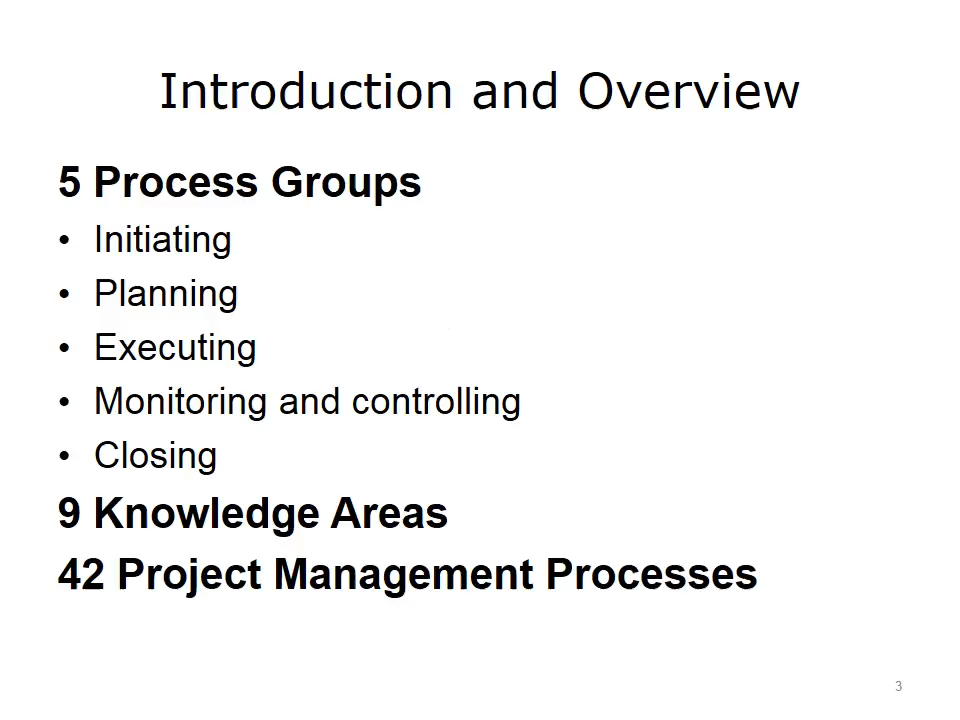 Introduction and Overview
5 Process Groups
• Initiating
• Planning
• Executing
• Monitoring and controlling
• Closing
9 Knowledge Areas
42 Project Management Processes
3